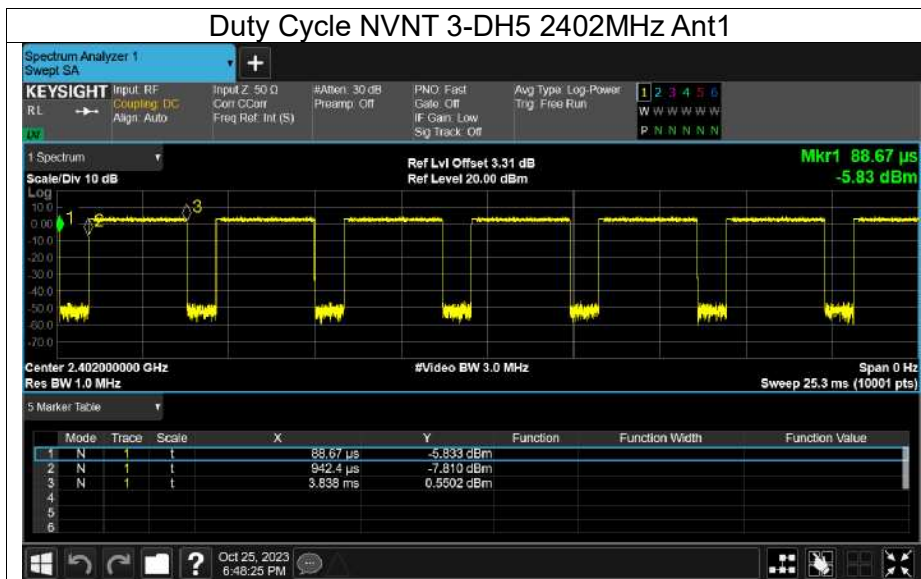 Duty Cycle NVNT 3-DH5 2402MHz Ant1
Spectrum Analyzer 1
Swept SA
+
KEYSIGHT Input: RF Input Z: 50 Ω #Atten: 30 dB PNO: Fast Avg Type: Log-Power 1 2 3 4 5 6
RL Coupling: DC Corr CCorr Preamp: Off Gate: Off Trig: Free Run W W W W W W
Align: Auto Freq Ref: Int (S) IF Gain: Low
Sig Track: Off P N N N N N
1 Spectrum
Ref Lvl Offset 3.31 dB Mkr1 88.67 µs
Scale/Div 10 dB Ref Level 20.00 dBm -5.83 dBm
Log
10.0
0.00
-10.0
-20.0
-30.0
-40.0
-50.0
-60.0
-70.0
1
2
3
Center 2.402000000 GHz #Video BW 3.0 MHz Span 0 Hz
Res BW 1.0 MHz Sweep 25.3 ms (10001 pts)
5 Marker Table
Mode Trace Scale X Y Function Function Width Function Value
1 N 1 t 88.67 µs -5.833 dBm
2 N 1 t 942.4 µs -7.810 dBm
3 N 1 t 3.838 ms 0.5502 dBm
4
5
6
? Oct 25, 2023
6:48:25 PM